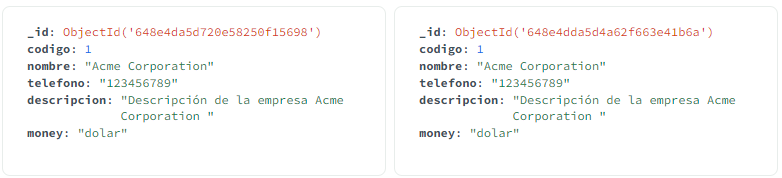 _id: ObjectId('648e4da5d720e58250f15698')
codigo: 1
nombre: "Acme Corporation"
telefono: "123456789"
descripcion: "Descripción de la empresa Acme
Corporation "
money: "dolar"
_id: ObjectId('648e4dda5d4a62f663e41b6a')
codigo: 1
nombre: "Acme Corporation"
telefono: "123456789"
descripcion: "Descripción de la empresa Acme
Corporation "
money: "dolar"